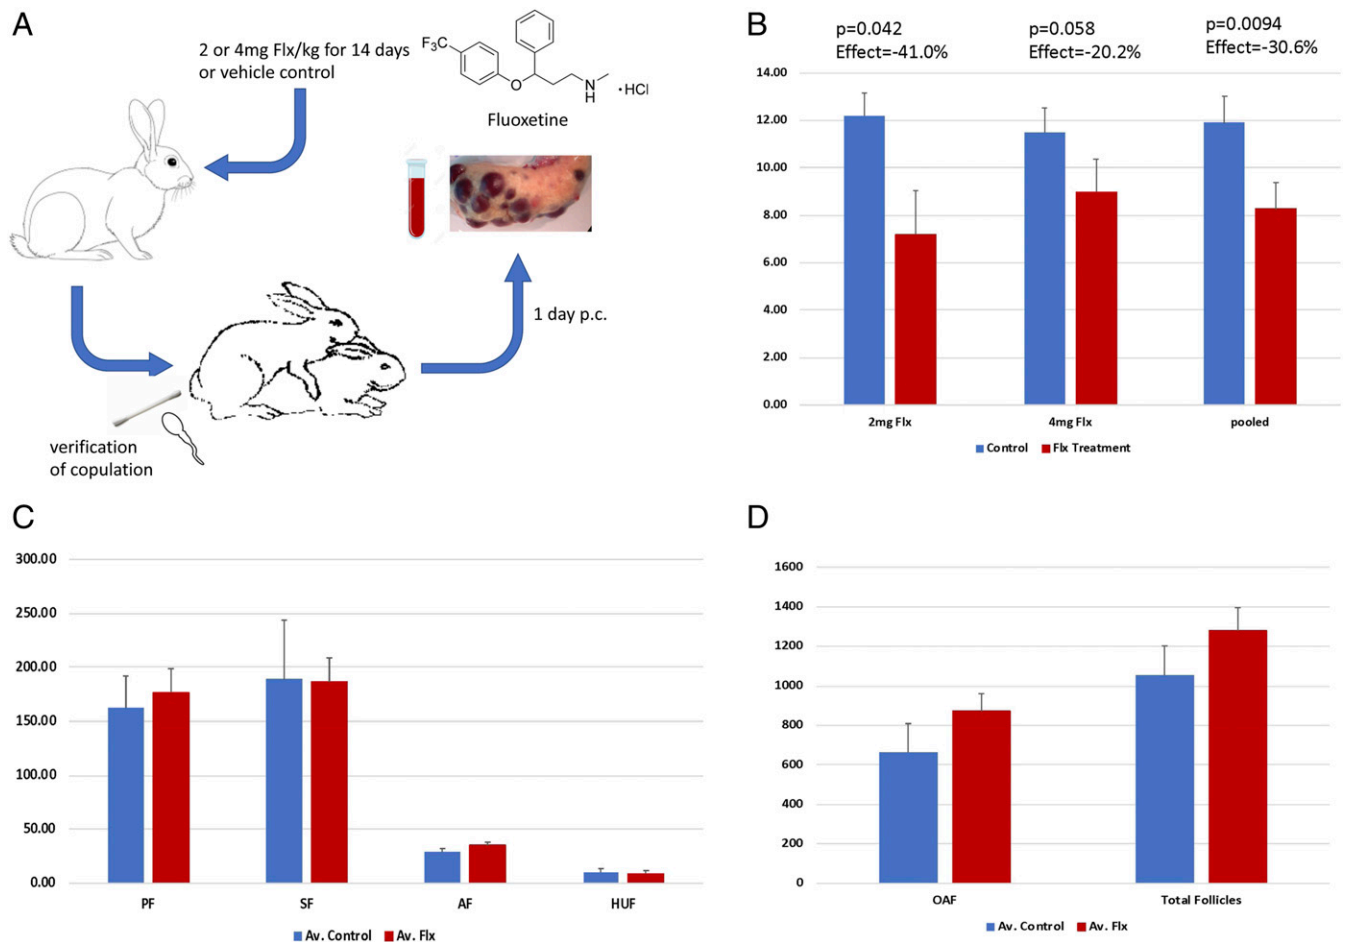 A
2 or 4mg Flx/kg for 14 days
or vehicle control
F₃C
O
N
H
·HCl
Fluoxetine
1 day p.c.
verification
of copulation
B
p=0.042
Effect=-41.0%
p=0.058
Effect=-20.2%
p=0.0094
Effect=-30.6%
14.00
12.00
10.00
8.00
6.00
4.00
2.00
0.00
2mg Flx
4mg Flx
pooled
Control
Flx Treatment
C
300.00
250.00
200.00
150.00
100.00
50.00
0.00
PF
SF
AF
HUF
Av. Control
Av. Flx
D
1600
1400
1200
1000
800
600
400
200
0
OAF
Total Follicles
Av. Control
Av. Flx